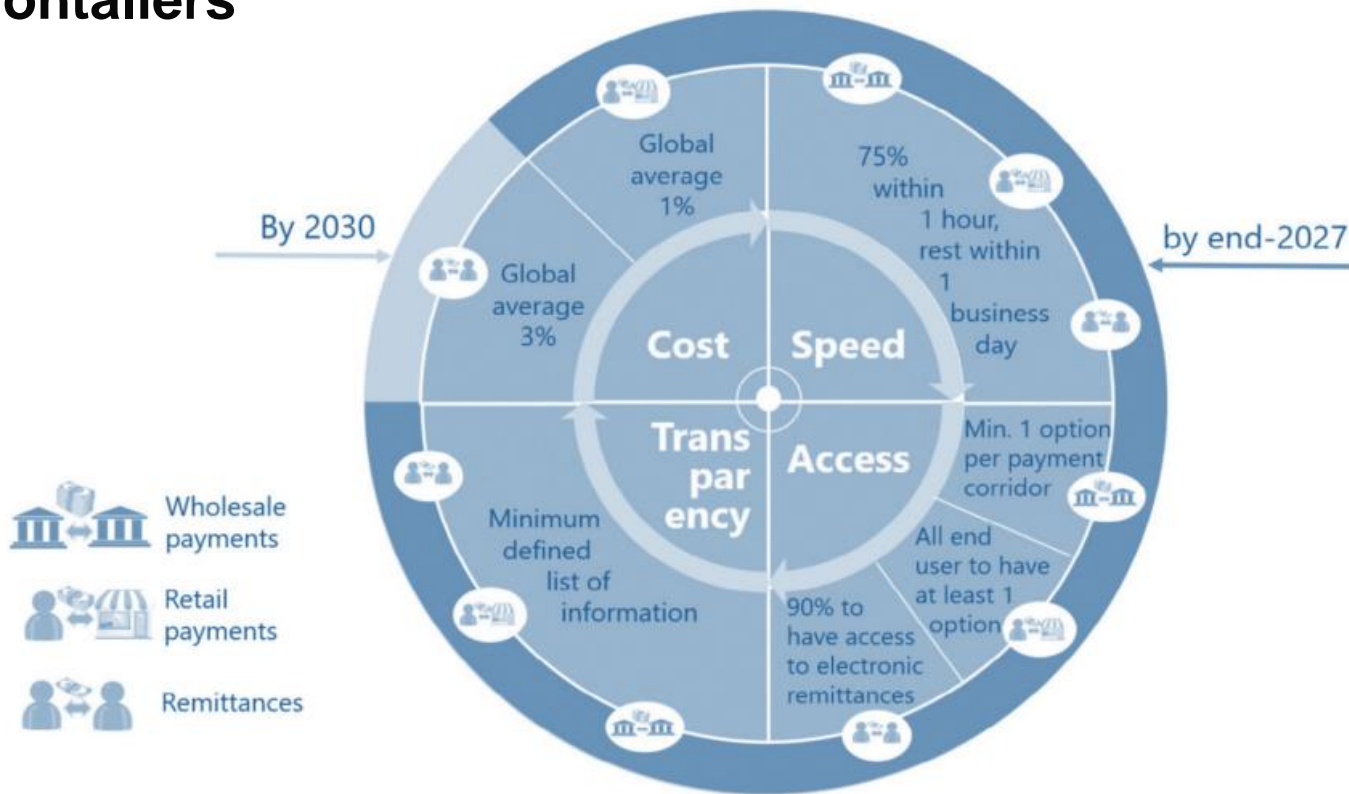 ontaliers
Global
average
1%
75%
within
1 hour,
rest within
1
business
day
By 2030
by end-2027
Global
average
3%
Cost
Speed
Trans
par
ency
Access
Min. 1 option
per payment
corridor
Minimum
defined
list of
information
All end
user to have
at least 1
option
90% to
have access
to electronic
remittances
Wholesale
payments
Retail
payments
Remittances